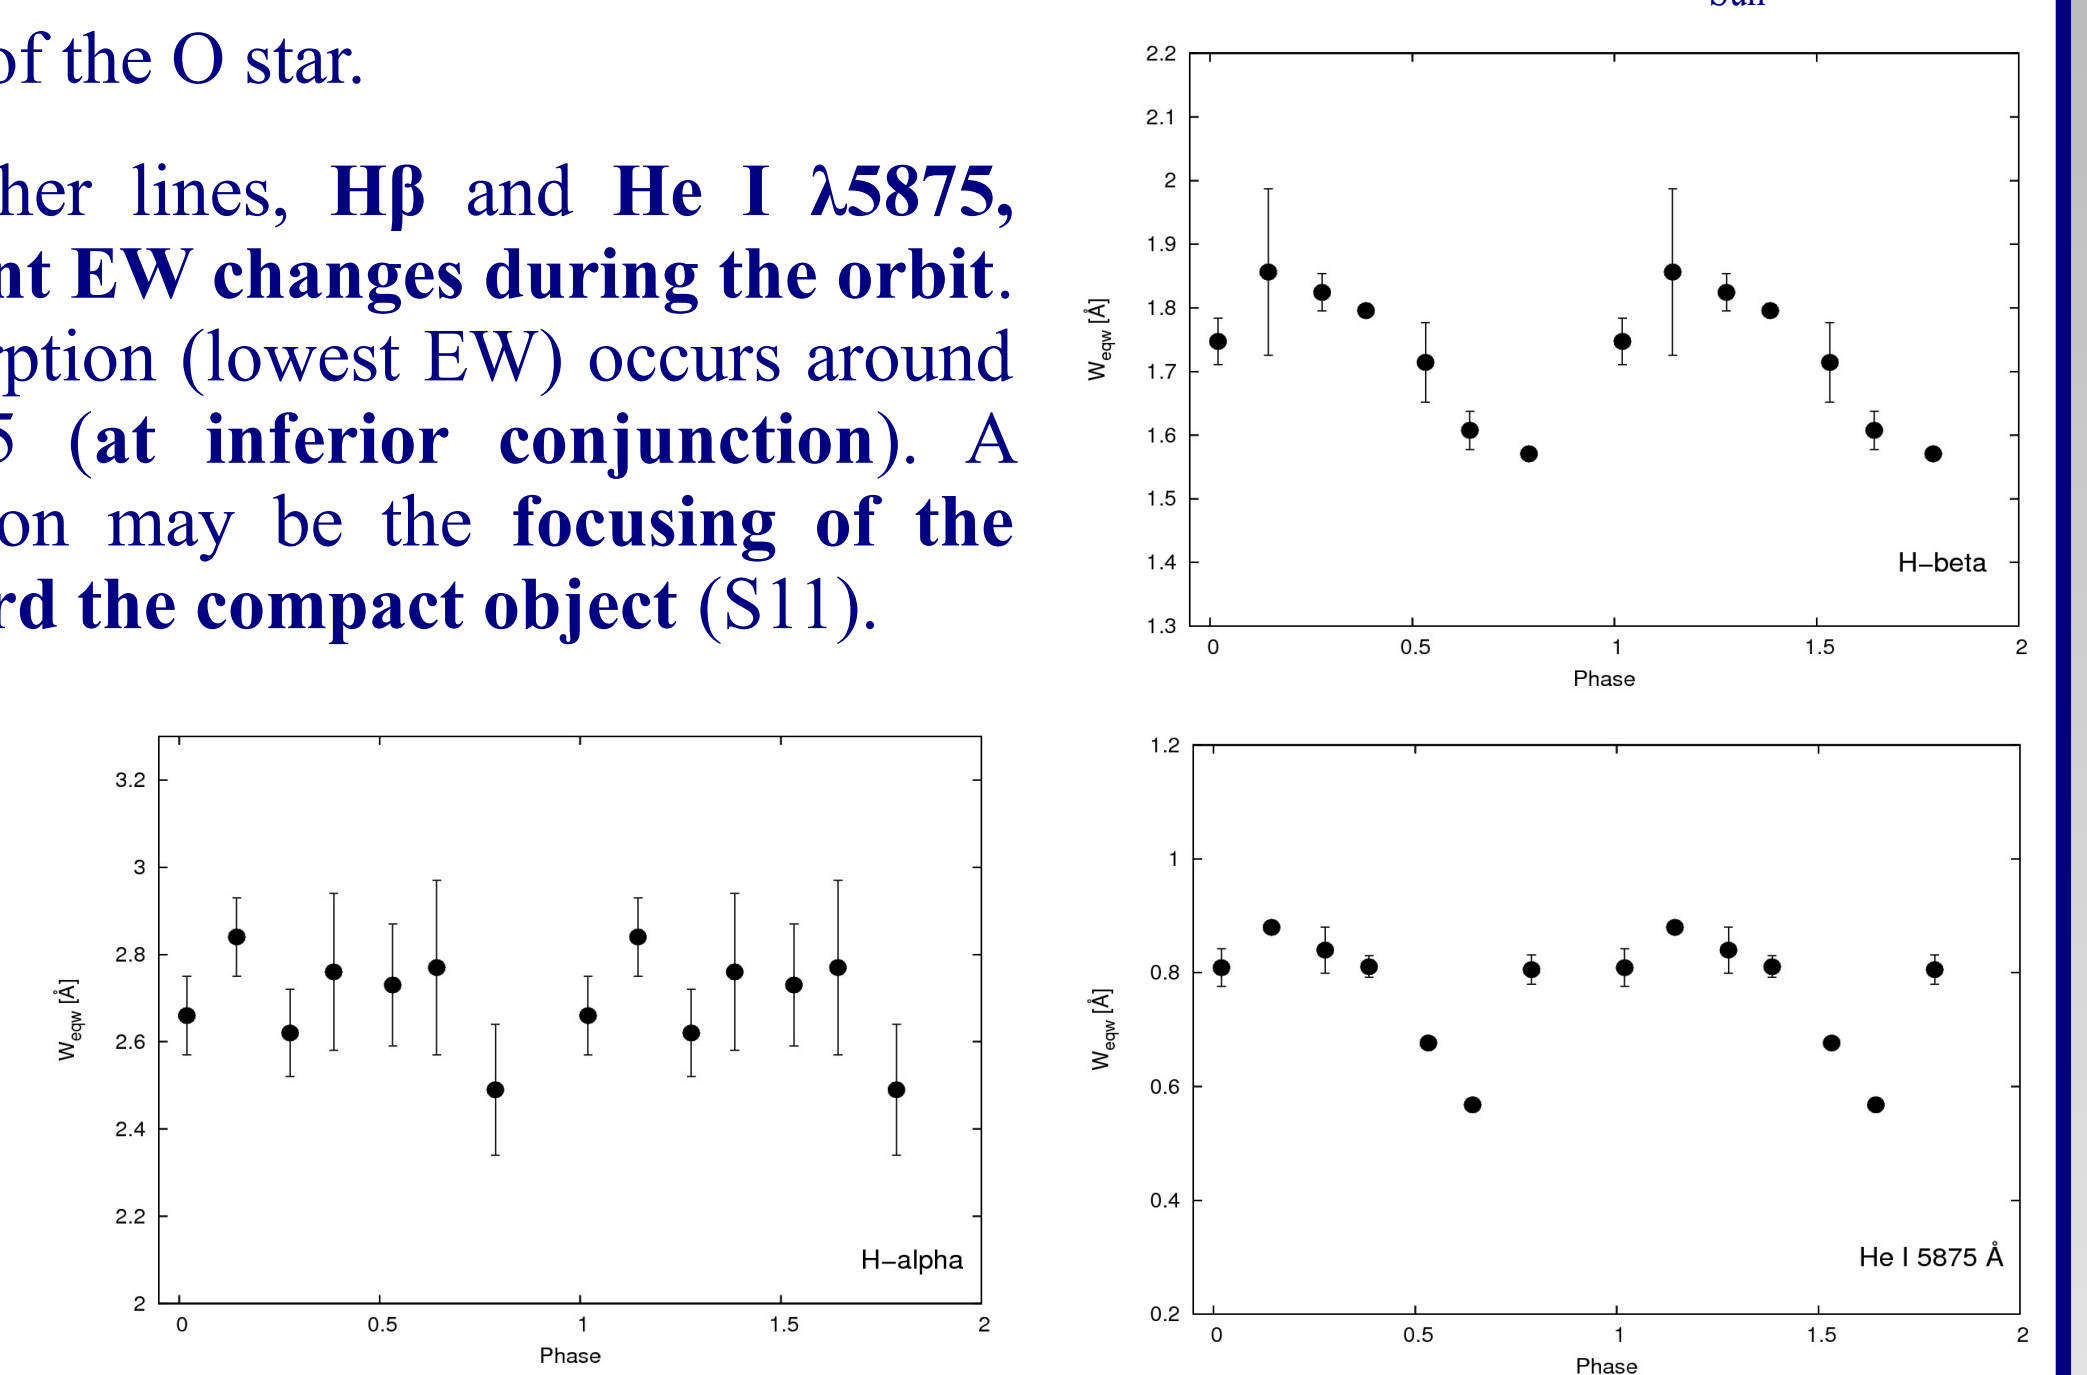 of the O star.
her lines, Hβ and He I λ5875,
nt EW changes during the orbit.
rption (lowest EW) occurs around
5 (at inferior conjunction). A
on may be the focusing of the
rd the compact object (S11).
2.2
2.1
2
1.9
1.8
1.7
1.6
1.5
1.4
1.3
Weqw [Å]
H−beta
0 0.5 1 1.5 2
Phase
3.2
3
2.8
2.6
2.4
2.2
2
Weqw [Å]
H−alpha
0 0.5 1 1.5 2
Phase
1.2
1
0.8
0.6
0.4
0.2
Weqw [Å]
He I 5875 Å
0 0.5 1 1.5 2
Phase